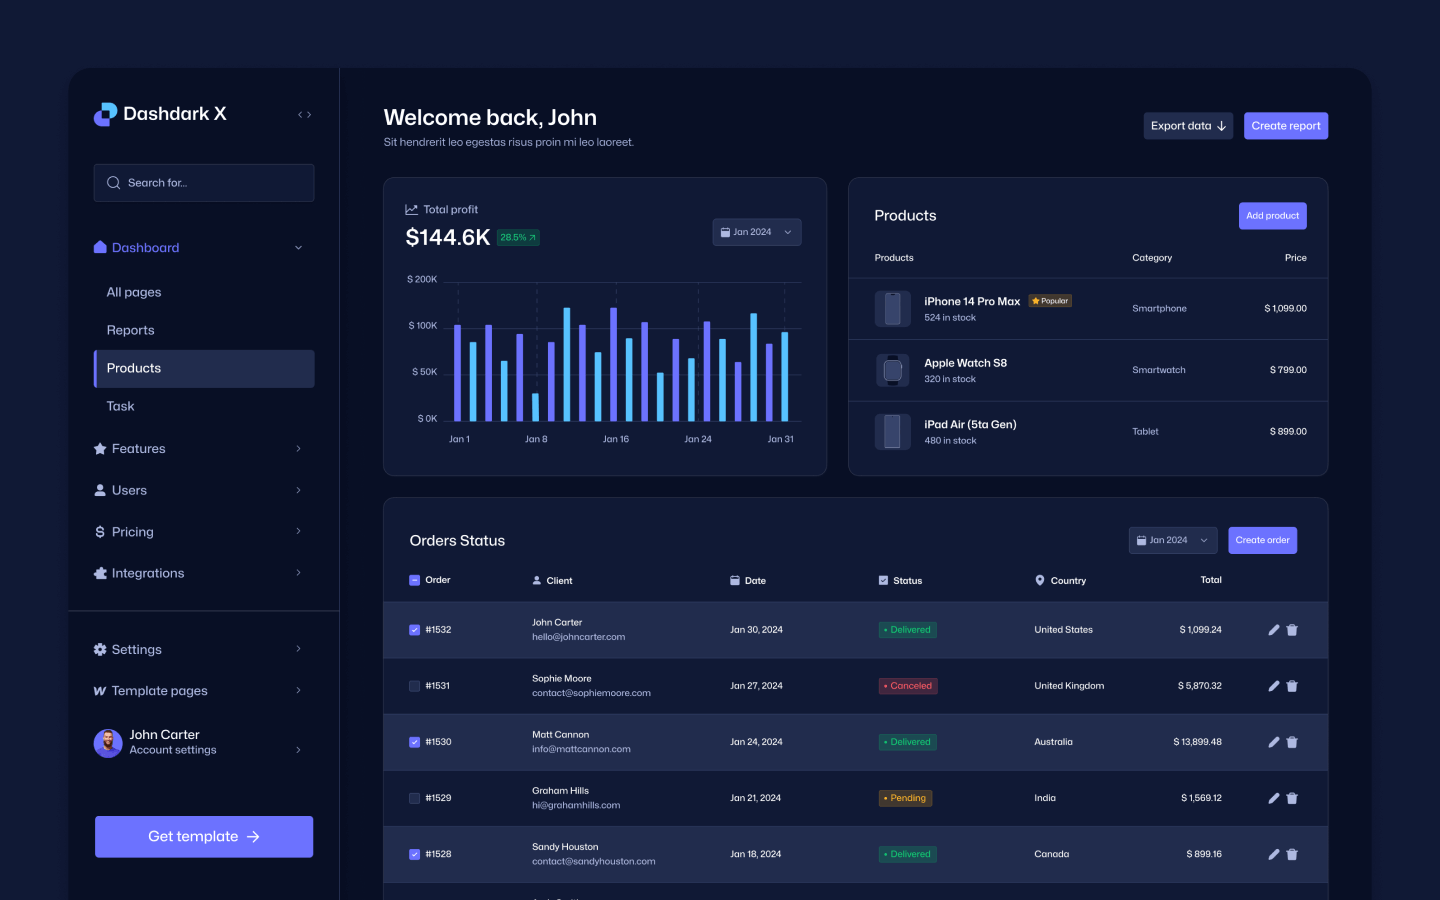 Dashdark X
Search for...
Dashboard
All pages
Reports
Products
Task
Features
Users
Pricing
Integrations
Settings
Template pages
John Carter
Account settings
Get template
Welcome back, John
Sit hendrerit leo egestas risus proin mi leo laoreet.
Export data
Create report
Total profit
$144.6K
28.5%
Jan 2024
$ 200K
$ 100K
$ 50K
$ 0K
Jan 1 Jan 8 Jan 16 Jan 24 Jan 31
Products
Add product
Products Category Price
iPhone 14 Pro Max Popular
524 in stock
Smartphone
$ 1,099.00
Apple Watch S8
320 in stock
Smartwatch
$ 799.00
iPad Air (5ta Gen)
480 in stock
Tablet
$ 899.00
Orders Status
Jan 2024
Create order
Order Client Date Status Country Total
#1532
John Carter
hello@johncarter.com
Jan 30, 2024
Delivered
United States
$ 1,099.24
#1531
Sophie Moore
contact@sophiemoore.com
Jan 27, 2024
Canceled
United Kingdom
$ 5,870.32
#1530
Matt Cannon
info@mattcannon.com
Jan 24, 2024
Delivered
Australia
$ 13,899.48
#1529
Graham Hills
hi@grahamhills.com
Jan 21, 2024
Pending
India
$ 1,569.12
#1528
Sandy Houston
contact@sandyhouston.com
Jan 18, 2024
Delivered
Canada
$ 899.16